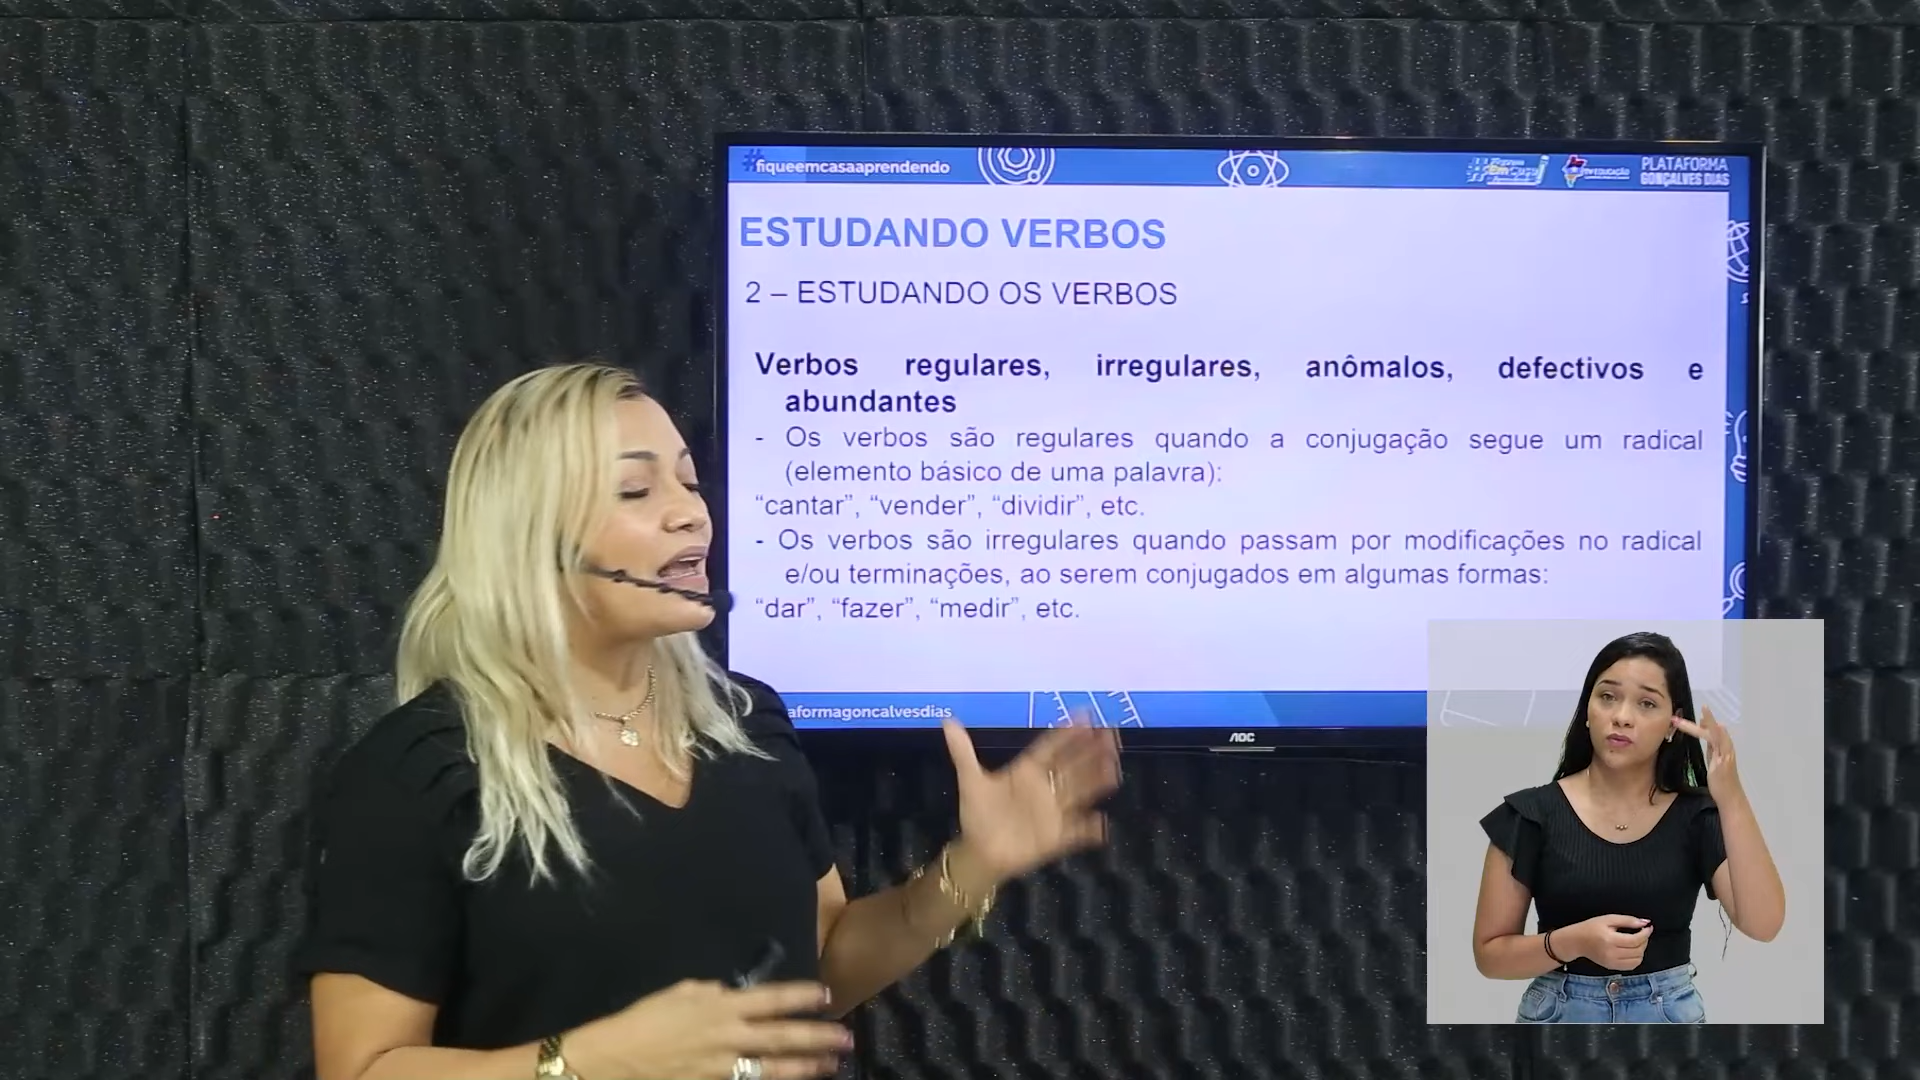 #fiqueemcasaaprendendo
PLATAFORMA
GONÇALVES DIAS
ESTUDANDO VERBOS
2 – ESTUDANDO OS VERBOS
Verbos regulares, irregulares, anômalos, defectivos e
abundantes
- Os verbos são regulares quando a conjugação segue um radical
(elemento básico de uma palavra):
“cantar”, “vender”, “dividir”, etc.
- Os verbos são irregulares quando passam por modificações no radical
e/ou terminações, ao serem conjugados em algumas formas:
“dar”, “fazer”, “medir”, etc.
aformagoncalvesdias
AOC